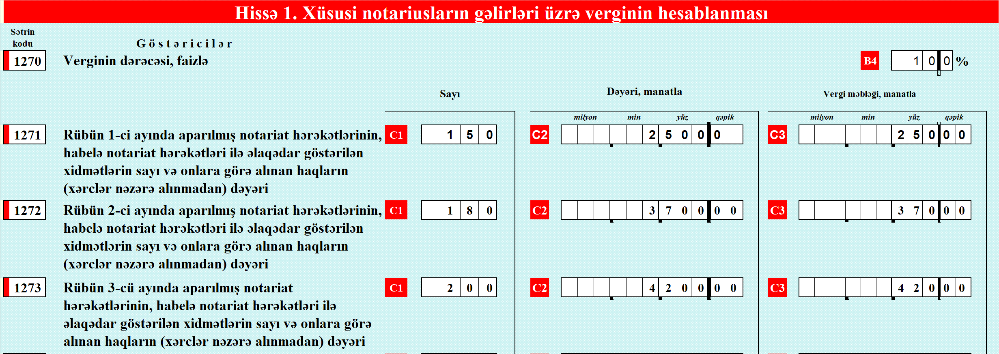 Hissə 1. Xüsusi notariusların gəlirləri üzrə verginin hesablanması
Sətrin
kodu
Göstəricilər
1270 Verginin dərəcəsi, faizlə B4 1 0 0 %
Sayı Dəyəri, manatla Vergi məbləği, manatla
milyon min yüz qəpik milyon min yüz qəpik
1271 Rübün 1-ci ayında aparılmış notariat hərəkətlərinin, C1 1 5 0 C2 2 5 0 0 0 C3 2 5 0 0 0
habelə notariat hərəkətləri ilə əlaqədar göstərilən
xidmətlərin sayı və onlara görə alınan haqların
(xərclər nəzərə alınmadan) dəyəri
1272 Rübün 2-ci ayında aparılmış notariat hərəkətlərinin, C1 1 8 0 C2 3 7 0 0 0 0 C3 3 7 0 0 0
habelə notariat hərəkətləri ilə əlaqədar göstərilən
xidmətlərin sayı və onlara görə alınan haqların
(xərclər nəzərə alınmadan) dəyəri
1273 Rübün 3-cü ayında aparılmış notariat C1 2 0 0 C2 4 2 0 0 0 0 C3 4 2 0 0 0
hərəkətlərinin, habelə notariat hərəkətləri ilə
əlaqədar göstərilən xidmətlərin sayı və onlara görə
alınan haqların (xərclər nəzərə alınmadan) dəyəri